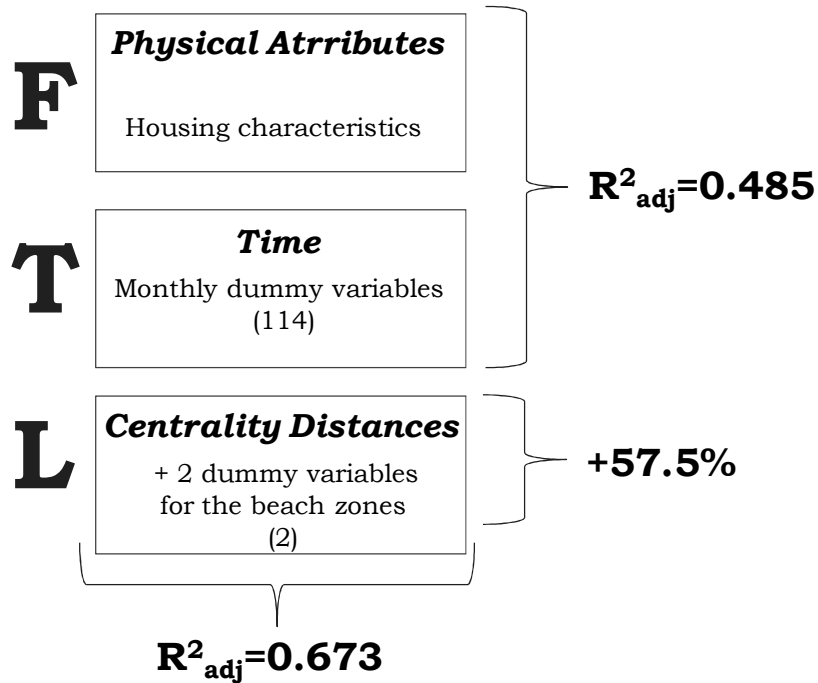 F
Physical Atrributes
Housing characteristics
R²adj=0.485
T
Time
Monthly dummy variables
(114)
L
Centrality Distances
+ 2 dummy variables
for the beach zones
(2)
+57.5%
R²adj=0.673